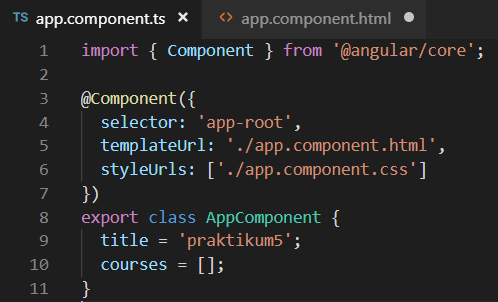 TS app.component.ts × <> app.component.html ●
1 import { Component } from '@angular/core';
2
3 @Component({
4   selector: 'app-root',
5   templateUrl: './app.component.html',
6   styleUrls: ['./app.component.css']
7 })
8 export class AppComponent {
9   title = 'praktikum5';
10   courses = [];
11 }